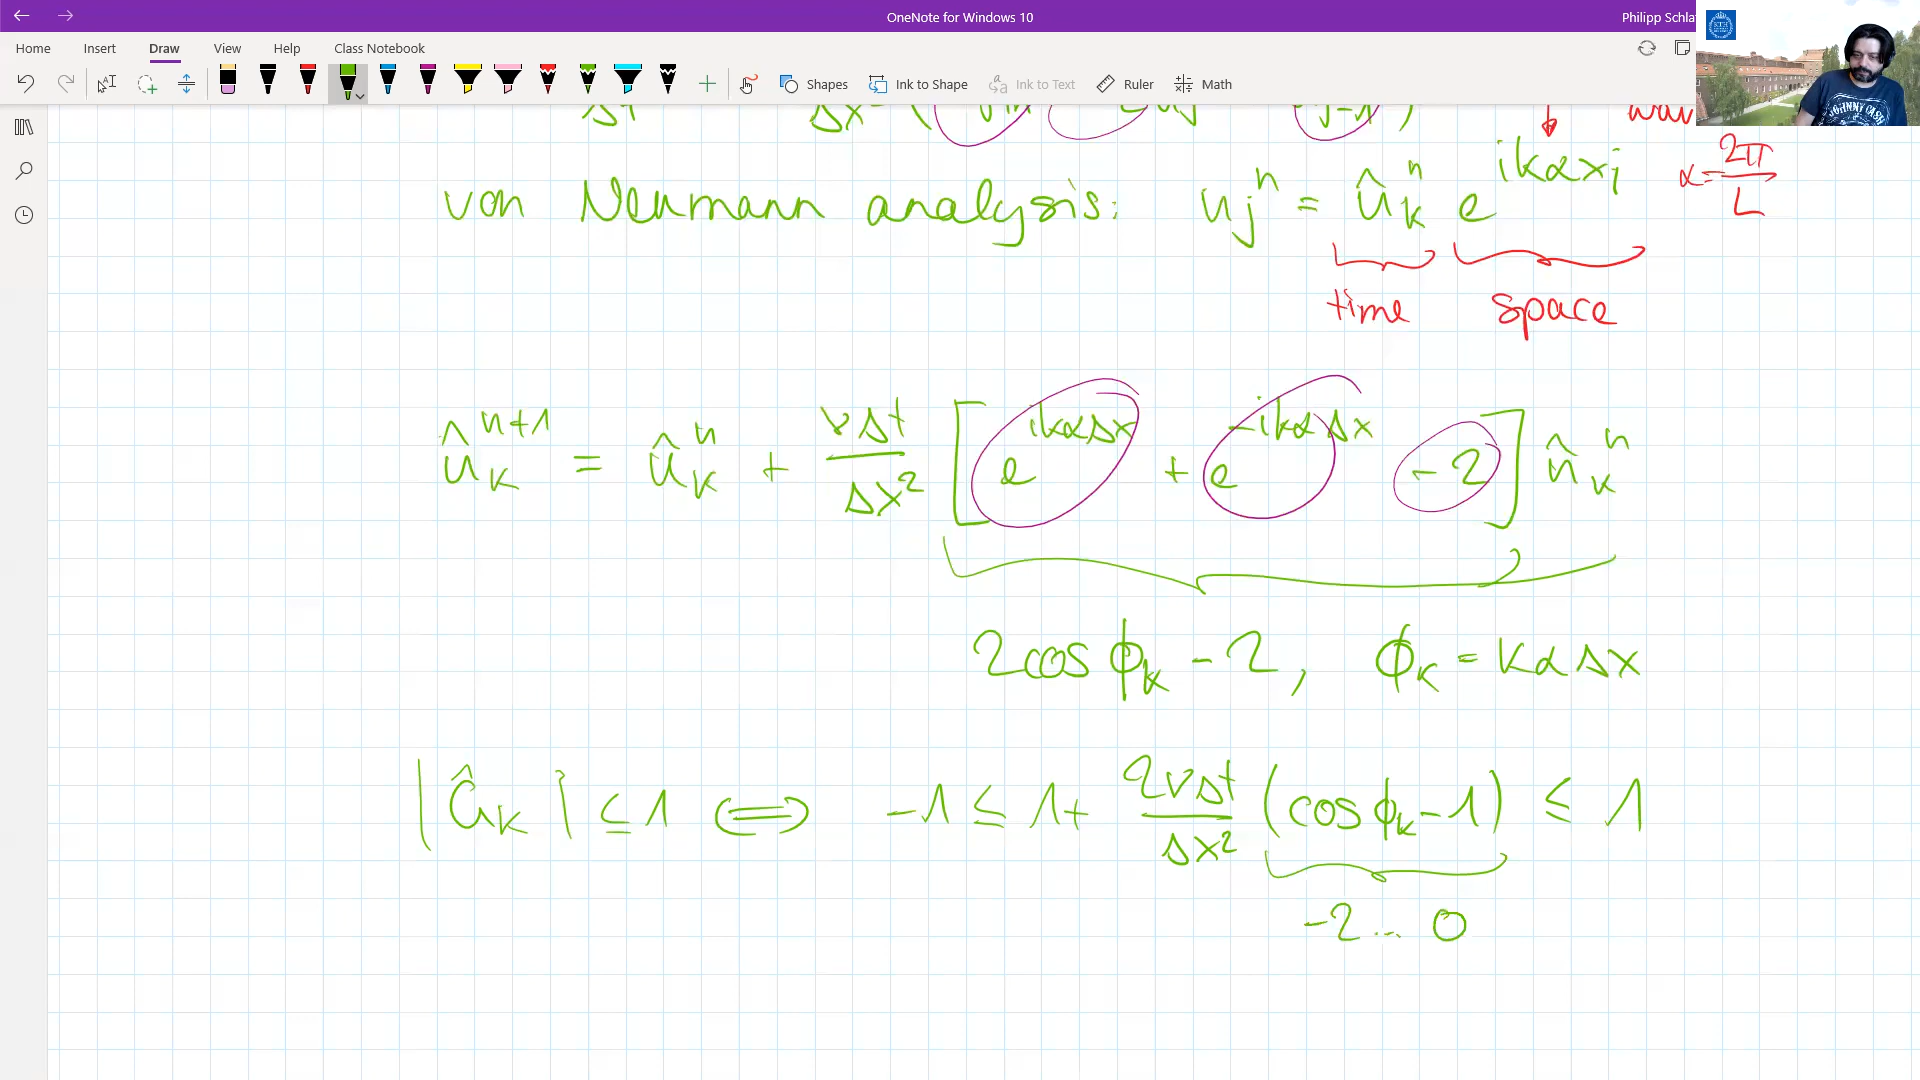 OneNote for Windows 10
Philipp Schla
Home Insert Draw View Help Class Notebook
Shapes Ink to Shape Ink to Text Ruler Math
von Neumann analysis: u_j^n = û_k^n e^{ikαx_j} α = 2π/L
time space
û_k^{n+1} = û_k^n + νΔt/Δx² [e^{ikαΔx} + e^{-ikαΔx} - 2] û_k^n
2cos ϕ_k - 2, ϕ_k = kαΔx
|Ĝ_k| ≤ 1 ⟺ -1 ≤ 1 + 2νΔt/Δx² (cos ϕ_k - 1) ≤ 1
-2 ... 0